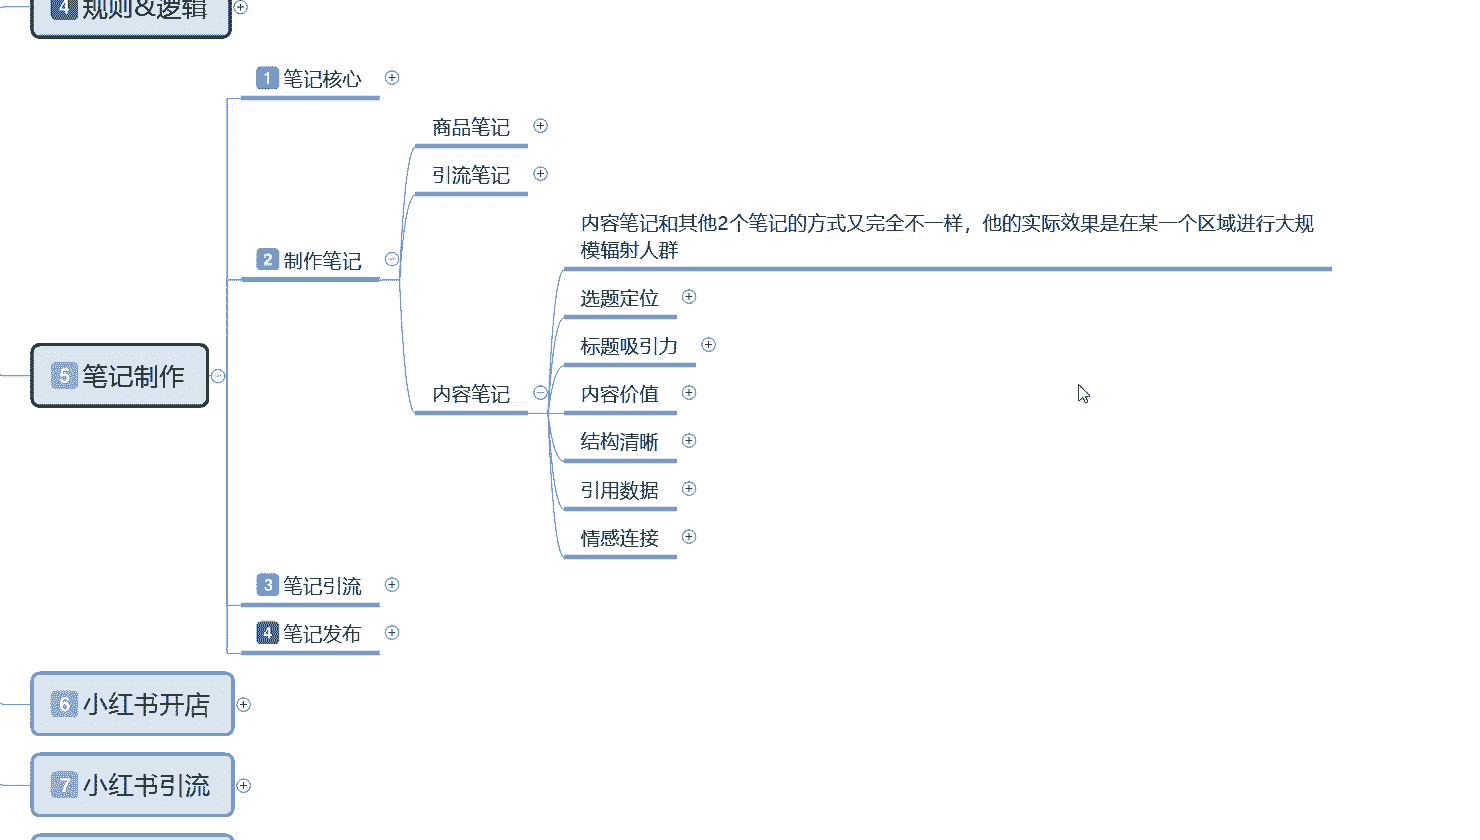 4 规则&逻辑
1 笔记核心
商品笔记
引流笔记
内容笔记和其他2个笔记的方式又完全不一样，他的实际效果是在某一个区域进行大规
模辐射人群
2 制作笔记
选题定位
标题吸引力
5 笔记制作
内容笔记
内容价值
结构清晰
引用数据
情感连接
3 笔记引流
4 笔记发布
6 小红书开店
7 小红书引流